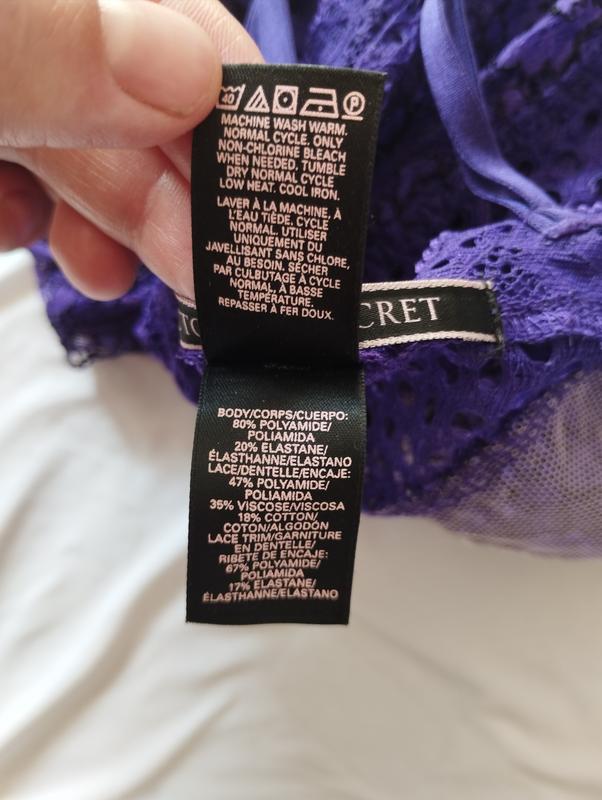 40
P
MACHINE WASH WARM.
NORMAL CYCLE. ONLY
NON-CHLORINE BLEACH
WHEN NEEDED, TUMBLE
DRY NORMAL CYCLE
LOW HEAT. COOL IRON.
LAVER À LA MACHINE, À
L'EAU TIÈDE. CYCLE
NORMAL. UTILISER
UNIQUEMENT DU
JAVELLISANT SANS CHLORE,
AU BESOIN. SÉCHER
PAR CULBUTAGE À CYCLE
NORMAL, À BASSE
TEMPÉRATURE.
REPASSER À FER DOUX.
CRET
BODY/CORPS/CUERPO:
80% POLYAMIDE/
POLIAMIDA
20% ELASTANE/
ÉLASTHANNE/ELASTANO
LACE/DENTELLE/ENCAJE:
47% POLYAMIDE/
POLIAMIDA
35% VISCOSE/VISCOSA
18% COTTON/
COTON/ALGODÓN
LACE TRIM/GARNITURE
EN DENTELLE/
RIBETE DE ENCAJE:
67% POLYAMIDE/
POLIAMIDA
17% ELASTANE/
ÉLASTHANNE/ELASTANO